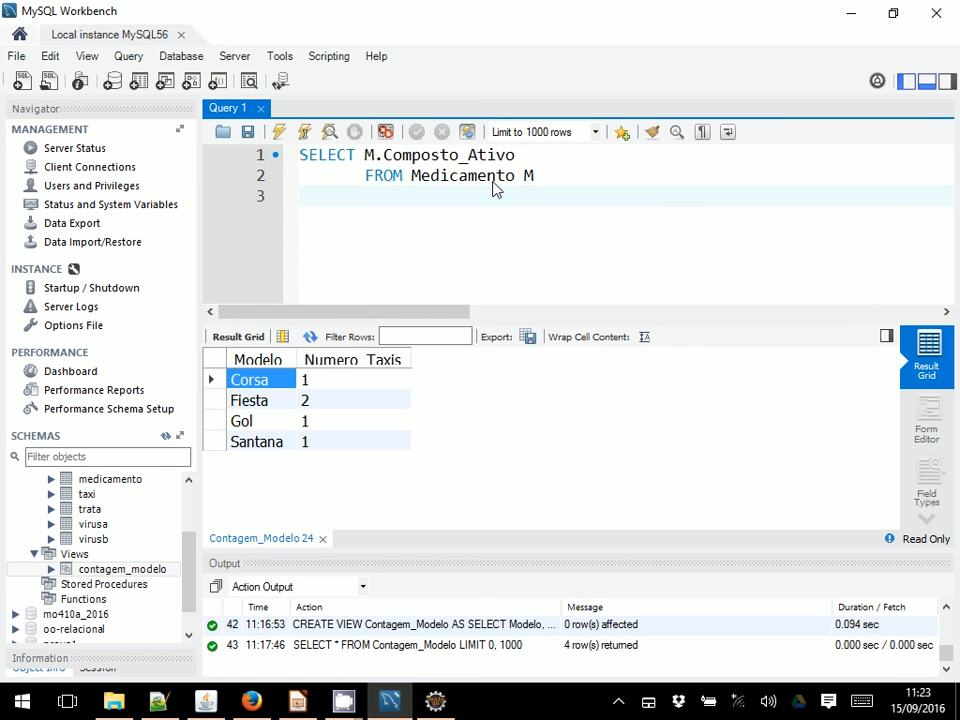 MySQL Workbench
Local instance MySQL56
File Edit View Query Database Server Tools Scripting Help
Navigator
MANAGEMENT
Server Status
Client Connections
Users and Privileges
Status and System Variables
Data Export
Data Import/Restore
INSTANCE
Startup / Shutdown
Server Logs
Options File
PERFORMANCE
Dashboard
Performance Reports
Performance Schema Setup
SCHEMAS
Filter objects
medicamento
taxi
trata
virusa
virusb
Views
contagem_modelo
Stored Procedures
Functions
mo410a_2016
oo-relacional
Information
Query 1
Limit to 1000 rows
1 SELECT M.Composto_Ativo
2 FROM Medicamento M
3
Result Grid Filter Rows: Export: Wrap Cell Content:
Modelo Numero_Taxis
Corsa 1
Fiesta 2
Gol 1
Santana 1
Result Grid
Form Editor
Field Types
Contagem_Modelo 24
Read Only
Output
Action Output
Time Action Message Duration / Fetch
42 11:16:53 CREATE VIEW Contagem_Modelo AS SELECT Modelo, ... 0 row(s) affected 0.094 sec
43 11:17:46 SELECT * FROM Contagem_Modelo LIMIT 0, 1000 4 row(s) returned 0.000 sec / 0.000 sec
11:23
15/09/2016